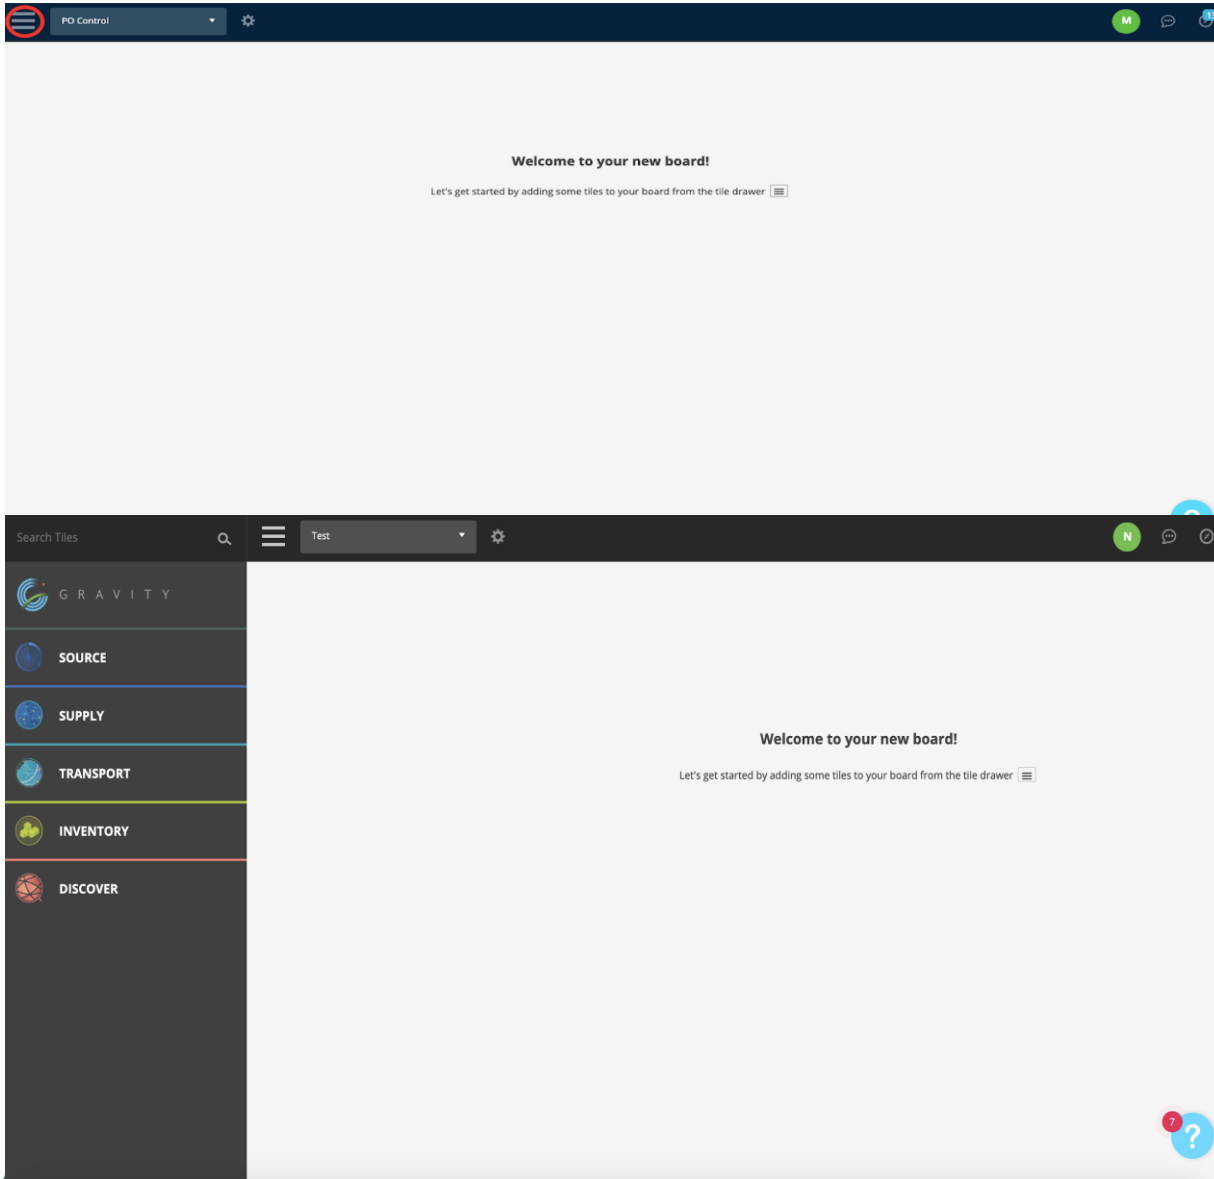 PO Control
M
Welcome to your new board!
Let's get started by adding some tiles to your board from the tile drawer
Search Tiles
Test
N
GRAVITY
SOURCE
SUPPLY
TRANSPORT
INVENTORY
DISCOVER
Welcome to your new board!
Let's get started by adding some tiles to your board from the tile drawer
7
?